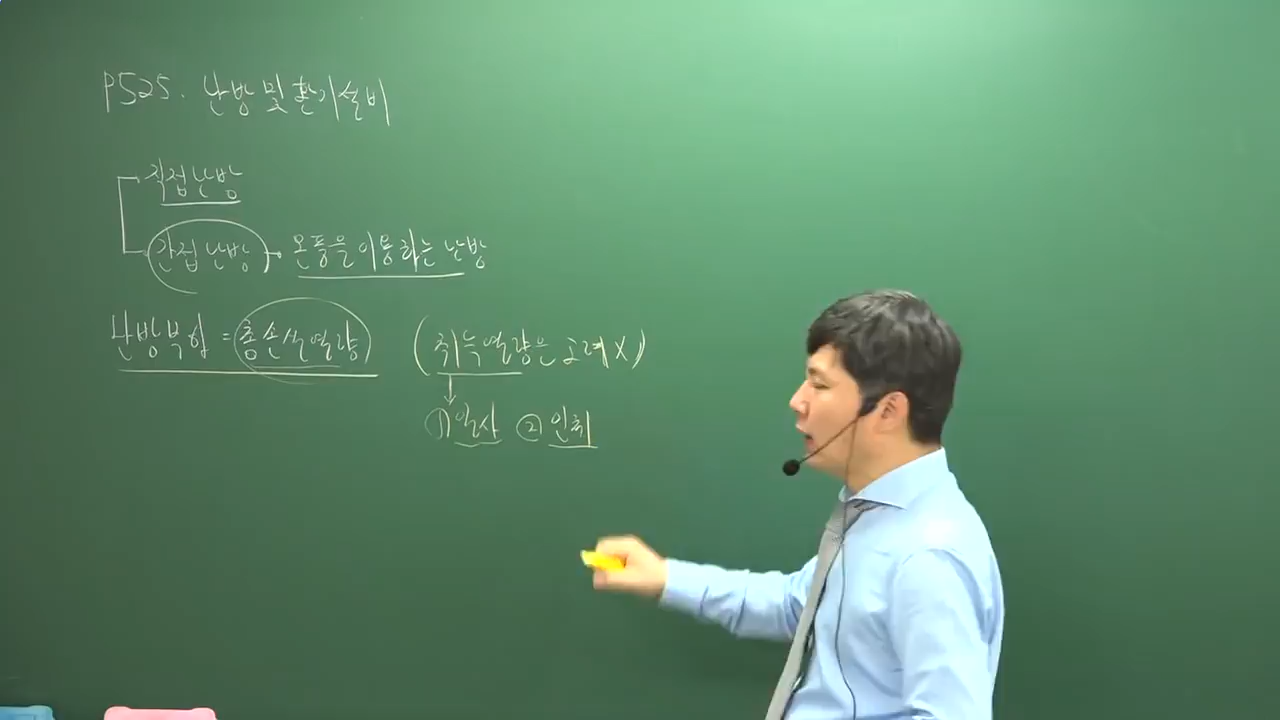 P525. 난방 및 환기설비
직접난방
간접난방 온풍을 이용하는 난방
난방부하 = 총손실열량 (취득열량은 고려 X)
① 일사 ② 인체